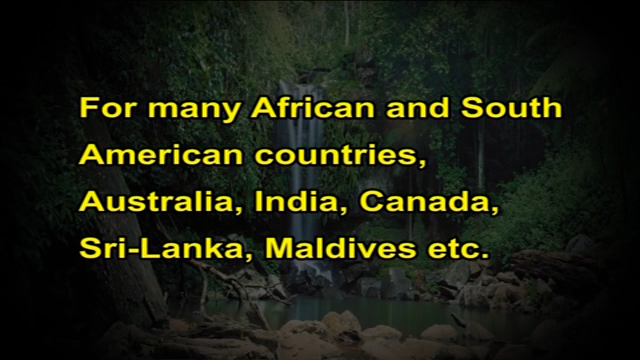 For many African and South
American countries,
Australia, India, Canada,
Sri-Lanka, Maldives etc.